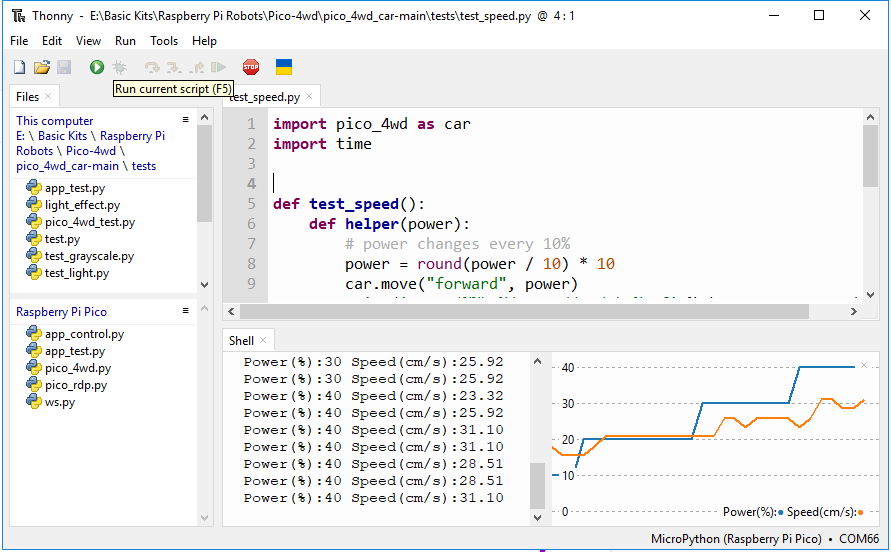 Thonny - E:\Basic Kits\Raspberry Pi Robots\Pico-4wd\pico_4wd_car-main\tests\test_speed.py @ 4 : 1
File Edit View Run Tools Help
STOP
Run current script (F5)
Files
This computer
E: \ Basic Kits \ Raspberry Pi
Robots \ Pico-4wd \
pico_4wd_car-main \ tests
app_test.py
light_effect.py
pico_4wd_test.py
test.py
test_grayscale.py
test_light.py
Raspberry Pi Pico
app_control.py
app_test.py
pico_4wd.py
pico_rdp.py
ws.py
test_speed.py
1 import pico_4wd as car
2 import time
3
4
5 def test_speed():
6 def helper(power):
7 # power changes every 10%
8 power = round(power / 10) * 10
9 car.move("forward", power)
Shell
Power(%):30 Speed(cm/s):25.92
Power(%):30 Speed(cm/s):25.92
Power(%):40 Speed(cm/s):23.32
Power(%):40 Speed(cm/s):25.92
Power(%):40 Speed(cm/s):31.10
Power(%):40 Speed(cm/s):31.10
Power(%):40 Speed(cm/s):28.51
Power(%):40 Speed(cm/s):28.51
Power(%):40 Speed(cm/s):31.10
40
30
20
10
0
Power(%): Speed(cm/s):
MicroPython (Raspberry Pi Pico) • COM66